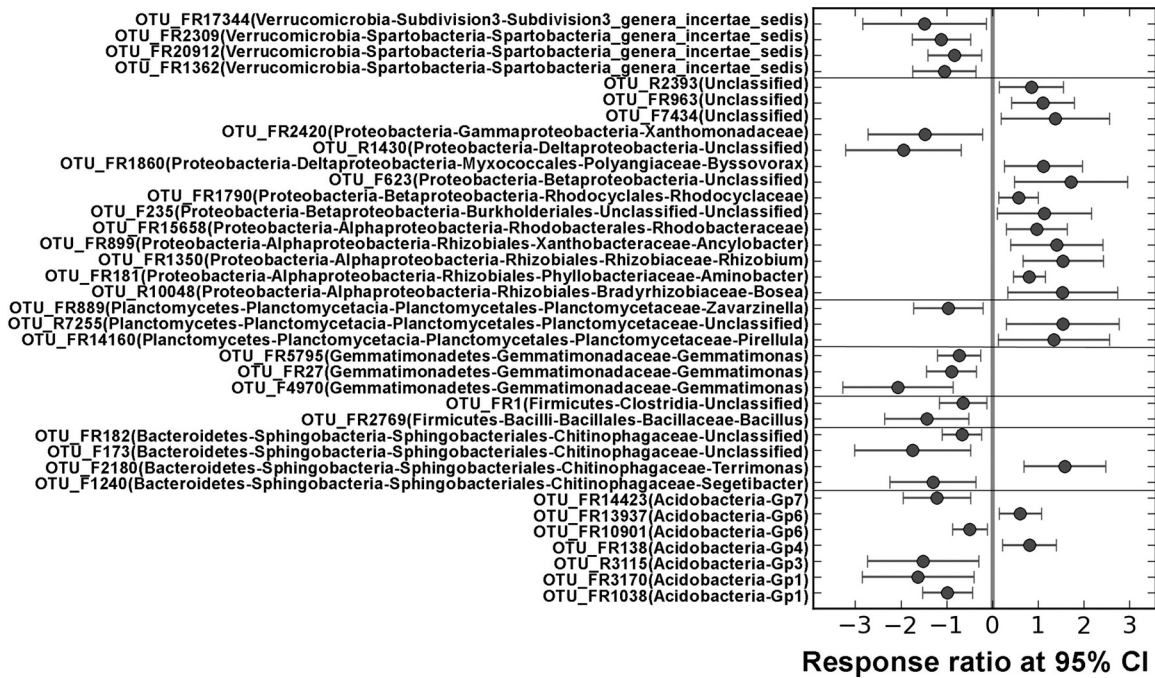 OTU_FR17344(Verrucomicrobia-Subdivision3-Subdivision3_genera_incertae_sedis)
OTU_FR2309(Verrucomicrobia-Spartobacteria-Spartobacteria_genera_incertae_sedis)
OTU_FR20912(Verrucomicrobia-Spartobacteria-Spartobacteria_genera_incertae_sedis)
OTU_FR1362(Verrucomicrobia-Spartobacteria-Spartobacteria_genera_incertae_sedis)
OTU_R2393(Unclassified)
OTU_FR963(Unclassified)
OTU_F7434(Unclassified)
OTU_FR2420(Proteobacteria-Gammaproteobacteria-Xanthomonadaceae)
OTU_R1430(Proteobacteria-Deltaproteobacteria-Unclassified)
OTU_FR1860(Proteobacteria-Deltaproteobacteria-Myxococcales-Polyangiaceae-Byssovorax)
OTU_F623(Proteobacteria-Betaproteobacteria-Unclassified)
OTU_FR1790(Proteobacteria-Betaproteobacteria-Rhodocyclales-Rhodocyclaceae)
OTU_F235(Proteobacteria-Betaproteobacteria-Burkholderiales-Unclassified-Unclassified)
OTU_FR15658(Proteobacteria-Alphaproteobacteria-Rhodobacterales-Rhodobacteraceae)
OTU_FR899(Proteobacteria-Alphaproteobacteria-Rhizobiales-Xanthobacteraceae-Ancylobacter)
OTU_FR1350(Proteobacteria-Alphaproteobacteria-Rhizobiales-Rhizobiaceae-Rhizobium)
OTU_FR181(Proteobacteria-Alphaproteobacteria-Rhizobiales-Phyllobacteriaceae-Aminobacter)
OTU_R10048(Proteobacteria-Alphaproteobacteria-Rhizobiales-Bradyrhizobiaceae-Bosea)
OTU_FR889(Planctomycetes-Planctomycetacia-Planctomycetales-Planctomycetaceae-Zavarzinella)
OTU_R7255(Planctomycetes-Planctomycetacia-Planctomycetales-Planctomycetaceae-Unclassified)
OTU_FR14160(Planctomycetes-Planctomycetacia-Planctomycetales-Planctomycetaceae-Pirellula)
OTU_FR5795(Gemmatimonadetes-Gemmatimonadaceae-Gemmatimonas)
OTU_FR27(Gemmatimonadetes-Gemmatimonadaceae-Gemmatimonas)
OTU_F4970(Gemmatimonadetes-Gemmatimonadaceae-Gemmatimonas)
OTU_FR1(Firmicutes-Clostridia-Unclassified)
OTU_FR2769(Firmicutes-Bacilli-Bacillales-Bacillaceae-Bacillus)
OTU_FR182(Bacteroidetes-Sphingobacteria-Sphingobacteriales-Chitinophagaceae-Unclassified)
OTU_F173(Bacteroidetes-Sphingobacteria-Sphingobacteriales-Chitinophagaceae-Unclassified)
OTU_F2180(Bacteroidetes-Sphingobacteria-Sphingobacteriales-Chitinophagaceae-Terrimonas)
OTU_F1240(Bacteroidetes-Sphingobacteria-Sphingobacteriales-Chitinophagaceae-Segetibacter)
OTU_FR14423(Acidobacteria-Gp7)
OTU_FR13937(Acidobacteria-Gp6)
OTU_FR10901(Acidobacteria-Gp6)
OTU_FR138(Acidobacteria-Gp4)
OTU_R3115(Acidobacteria-Gp3)
OTU_FR3170(Acidobacteria-Gp1)
OTU_FR1038(Acidobacteria-Gp1)
−3 −2 −1 0 1 2 3
Response ratio at 95% CI